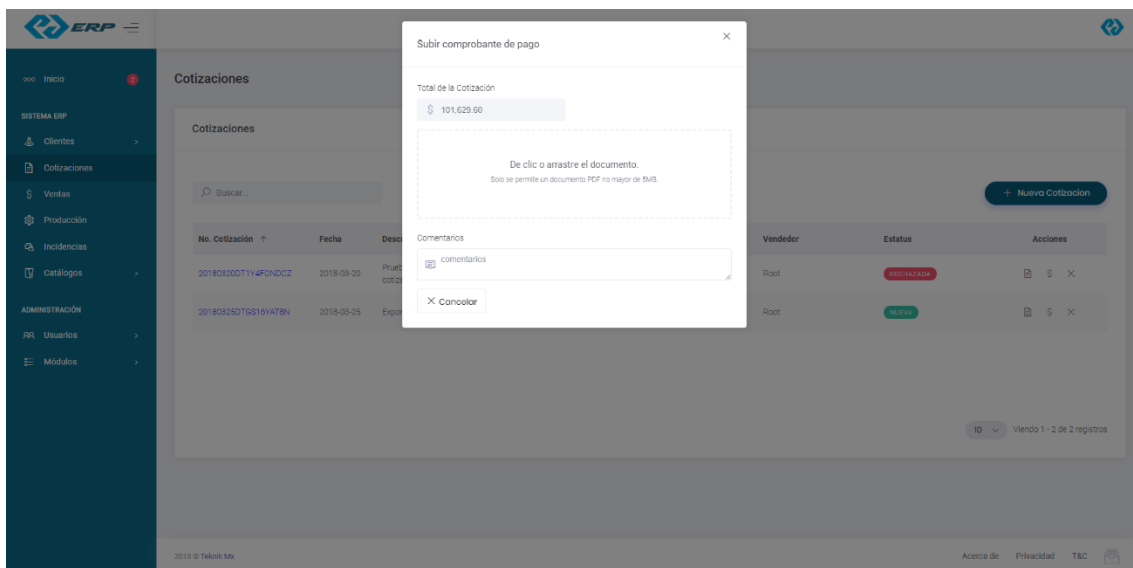 ERP
Inicio
2
SISTEMA ERP
Clientes
Cotizaciones
$ Ventas
Producción
Incidencias
Catálogos
ADMINISTRACIÓN
Usuarios
Módulos
Cotizaciones
Cotizaciones
Buscar...
+ Nueva Cotizacion
No. Cotización ↑ Fecha Vendedor Estatus Acciones
2018-03-20 Root RECHAZADA
2018-03-25 Root NUEVA
10 Viendo 1 - 2 de 2 registros
Subir comprobante de pago
Total de la Cotización
$ 101,629.60
De clic o arrastre el documento.
Solo se permite un documento PDF no mayor de 5MB.
Comentarios
comentarios
Cancelar
2018 © Teknik Mx
Acerca de Privacidad T&C